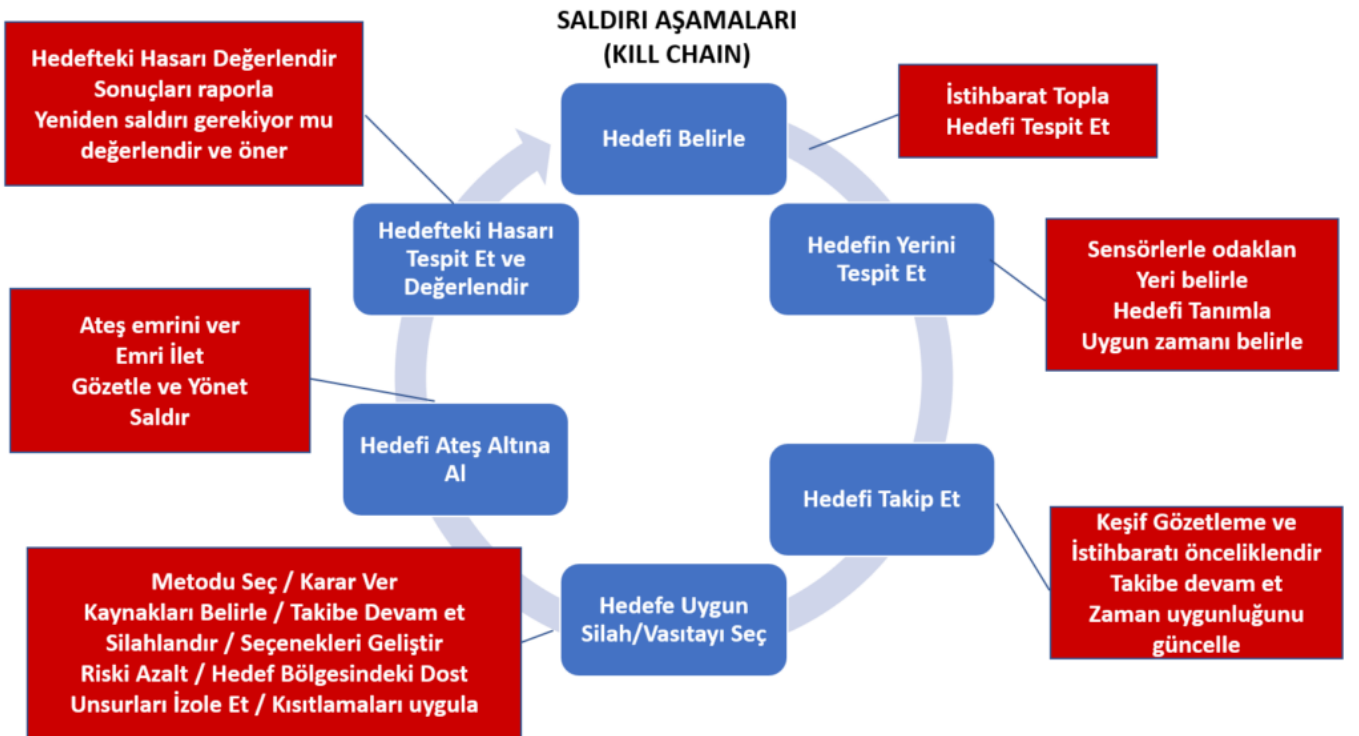 SALDIRI AŞAMALARI
(KILL CHAIN)
Hedefi Belirle
İstihbarat Topla
Hedefi Tespit Et
Hedefin Yerini
Tespit Et
Sensörlerle odaklan
Yeri belirle
Hedefi Tanımla
Uygun zamanı belirle
Hedefi Takip Et
Keşif Gözetleme ve
İstihbaratı önceliklendir
Takibe devam et
Zaman uygunluğunu
güncelle
Hedefe Uygun
Silah/Vasıtayı Seç
Metodu Seç / Karar Ver
Kaynakları Belirle / Takibe Devam et
Silahlandır / Seçenekleri Geliştir
Riski Azalt / Hedef Bölgesindeki Dost
Unsurları İzole Et / Kısıtlamaları uygula
Hedefi Ateş Altına
Al
Ateş emrini ver
Emri İlet
Gözetle ve Yönet
Saldır
Hedefteki Hasarı
Tespit Et ve
Değerlendir
Hedefteki Hasarı Değerlendir
Sonuçları raporla
Yeniden saldırı gerekiyor mu
değerlendir ve öner